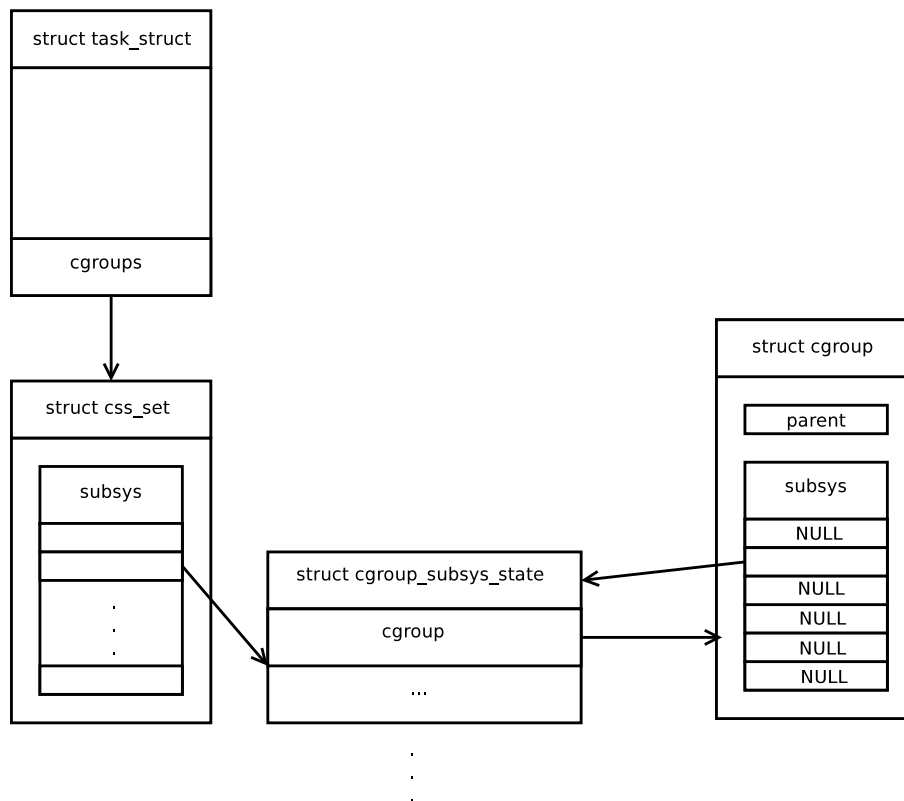 struct task_struct
cgroups
struct css_set
subsys
.
.
.
struct cgroup_subsys_state
cgroup
...
.
.
.
struct cgroup
parent
subsys
NULL
NULL
NULL
NULL
NULL